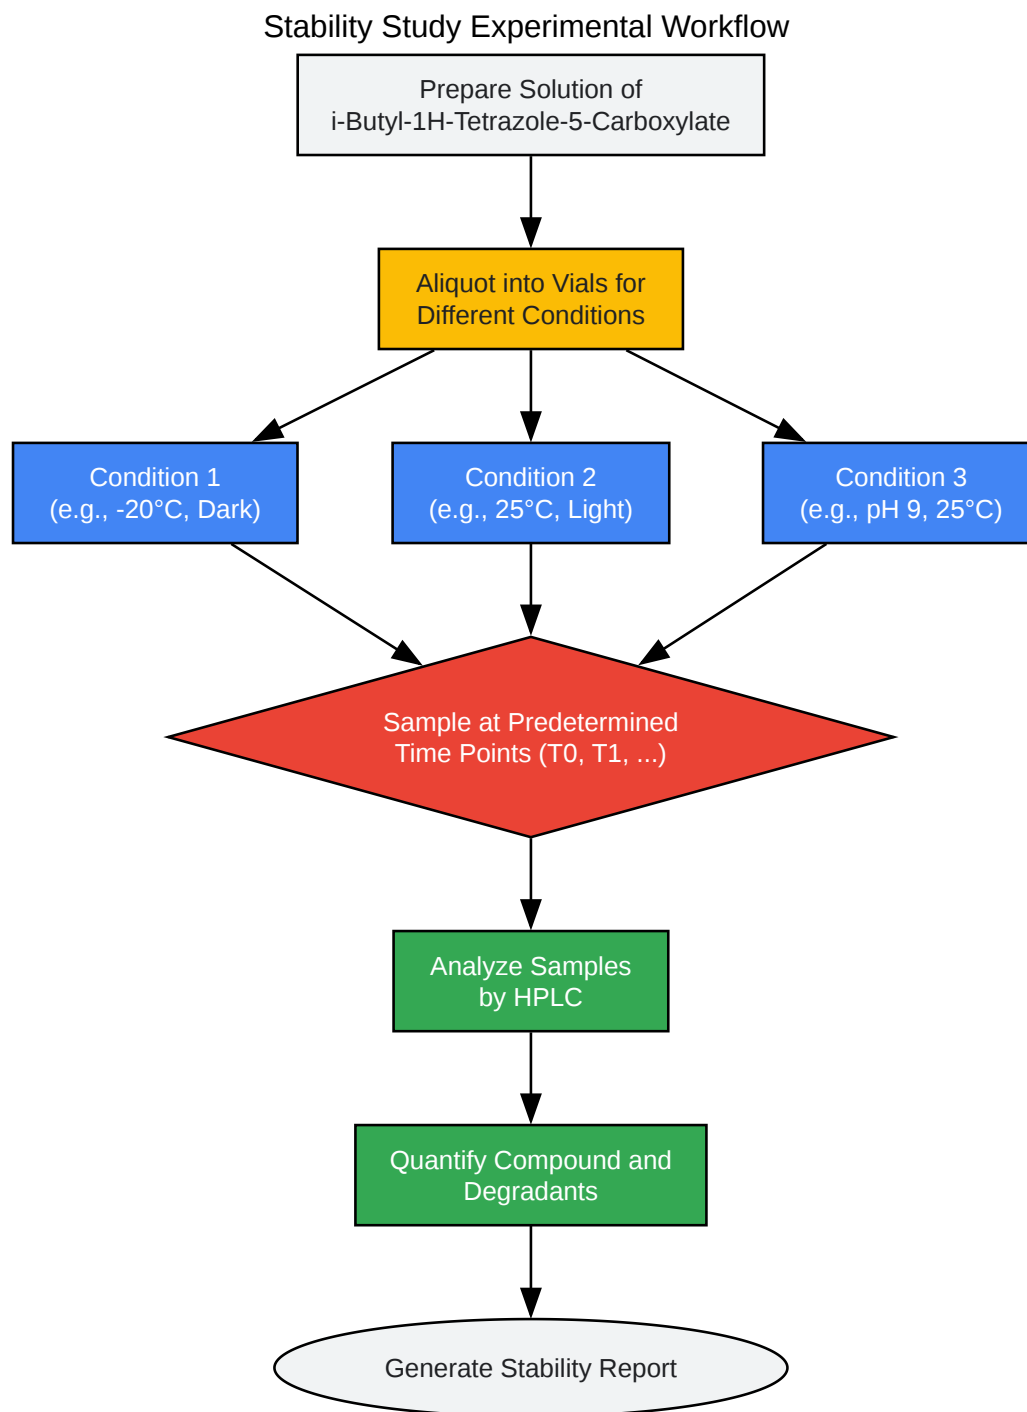 Stability Study Experimental Workflow
Prepare Solution of
i-Butyl-1H-Tetrazole-5-Carboxylate
Aliquot into Vials for
Different Conditions
Condition 1
(e.g., -20°C, Dark)
Condition 2
(e.g., 25°C, Light)
Condition 3
(e.g., pH 9, 25°C)
Sample at Predetermined
Time Points (T0, T1, ...)
Analyze Samples
by HPLC
Quantify Compound and
Degradants
Generate Stability Report